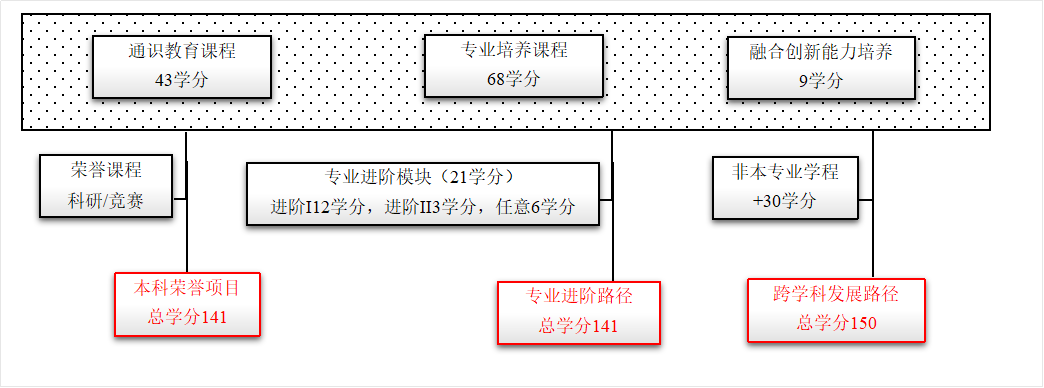 通识教育课程
43学分
专业培养课程
68学分
融合创新能力培养
9学分
荣誉课程
科研/竞赛
专业进阶模块（21学分）
进阶I12学分，进阶II3学分，任意6学分
非本专业学程
+30学分
本科荣誉项目
总学分141
专业进阶路径
总学分141
跨学科发展路径
总学分150